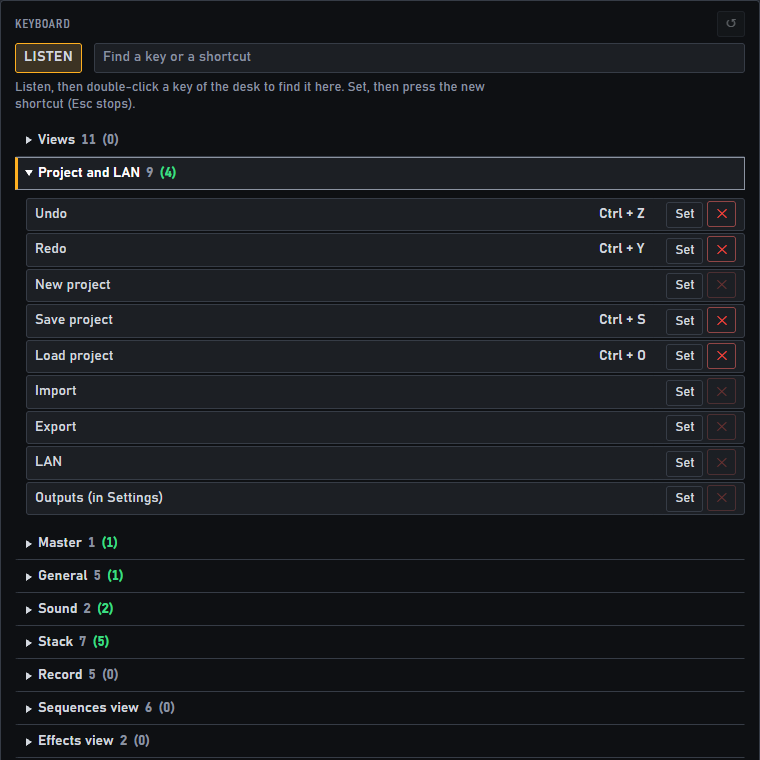 KEYBOARD
LISTEN Find a key or a shortcut
Listen, then double-click a key of the desk to find it here. Set, then press the new
shortcut (Esc stops).
Views 11 (0)
Project and LAN 9 (4)
Undo Ctrl + Z Set
Redo Ctrl + Y Set
New project Set
Save project Ctrl + S Set
Load project Ctrl + O Set
Import Set
Export Set
LAN Set
Outputs (in Settings) Set
Master 1 (1)
General 5 (1)
Sound 2 (2)
Stack 7 (5)
Record 5 (0)
Sequences view 6 (0)
Effects view 2 (0)